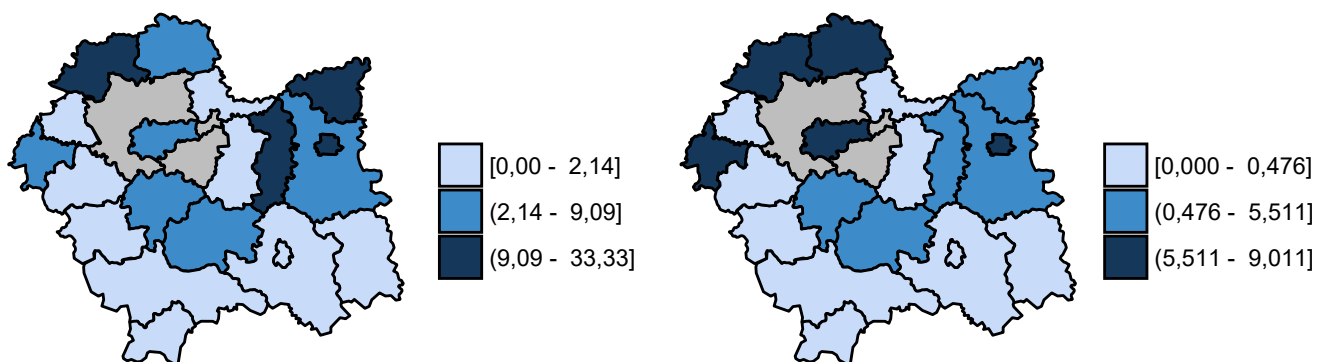 [0,00 - 2,14]
(2,14 - 9,09]
(9,09 - 33,33]
[0,000 - 0,476]
(0,476 - 5,511]
(5,511 - 9,011]